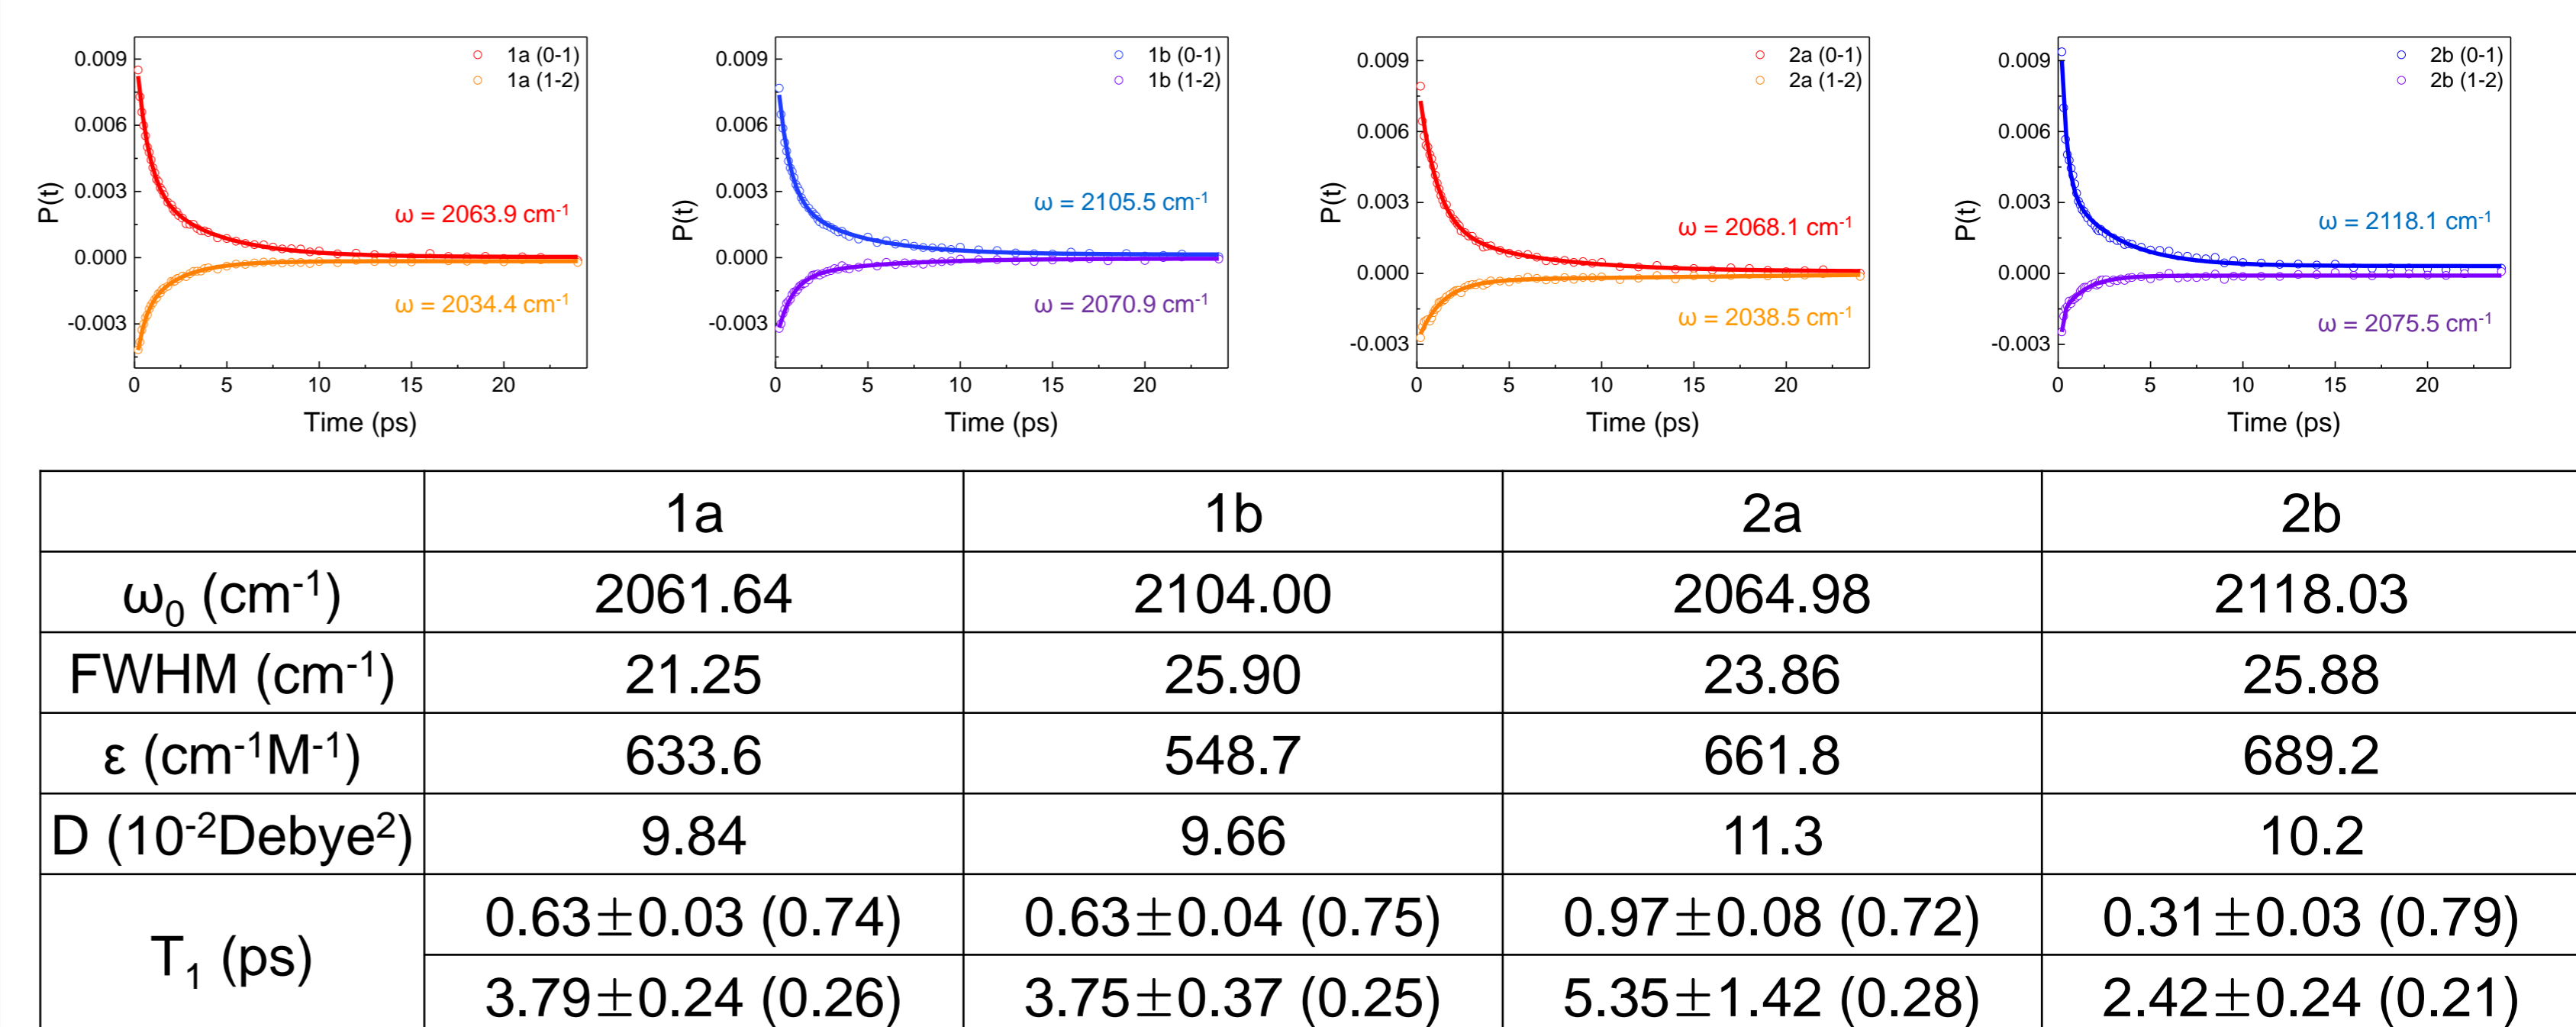 0.009
0.006
0.003
0.000
-0.003
P(t)
0 5 10 15 20
Time (ps)
1a (0-1)
1a (1-2)
ω = 2063.9 cm⁻¹
ω = 2034.4 cm⁻¹
0.009
0.006
0.003
0.000
-0.003
P(t)
0 5 10 15 20
Time (ps)
1b (0-1)
1b (1-2)
ω = 2105.5 cm⁻¹
ω = 2070.9 cm⁻¹
0.009
0.006
0.003
0.000
-0.003
P(t)
0 5 10 15 20
Time (ps)
2a (0-1)
2a (1-2)
ω = 2068.1 cm⁻¹
ω = 2038.5 cm⁻¹
0.009
0.006
0.003
0.000
-0.003
P(t)
0 5 10 15 20
Time (ps)
2b (0-1)
2b (1-2)
ω = 2118.1 cm⁻¹
ω = 2075.5 cm⁻¹
1a 1b 2a 2b
ω₀ (cm⁻¹) 2061.64 2104.00 2064.98 2118.03
FWHM (cm⁻¹) 21.25 25.90 23.86 25.88
ε (cm⁻¹M⁻¹) 633.6 548.7 661.8 689.2
D (10⁻²Debye²) 9.84 9.66 11.3 10.2
T₁ (ps) 0.63±0.03 (0.74) 0.63±0.04 (0.75) 0.97±0.08 (0.72) 0.31±0.03 (0.79)
3.79±0.24 (0.26) 3.75±0.37 (0.25) 5.35±1.42 (0.28) 2.42±0.24 (0.21)